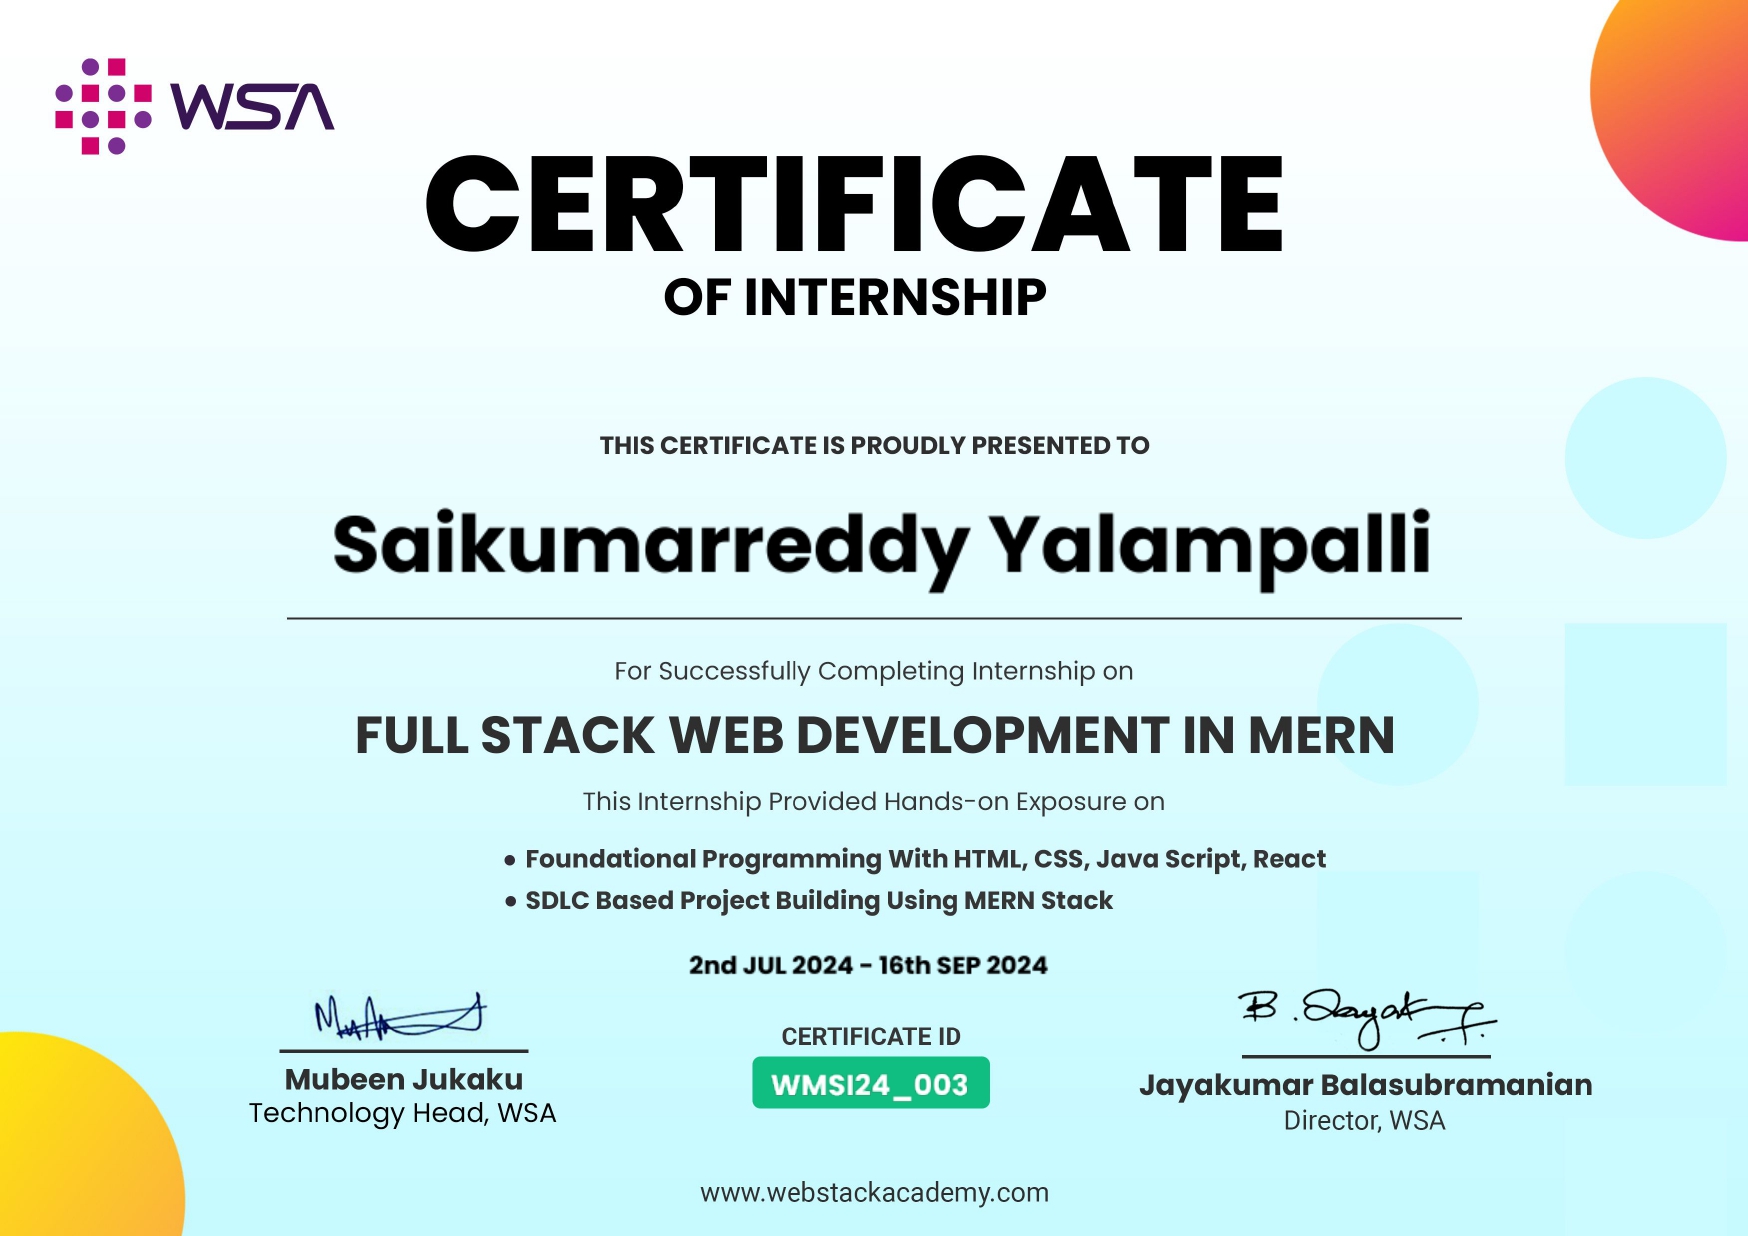 WSA
CERTIFICATE
OF INTERNSHIP
THIS CERTIFICATE IS PROUDLY PRESENTED TO
Saikumarreddy Yalampalli
For Successfully Completing Internship on
FULL STACK WEB DEVELOPMENT IN MERN
This Internship Provided Hands-on Exposure on
• Foundational Programming With HTML, CSS, Java Script, React
• SDLC Based Project Building Using MERN Stack
2nd JUL 2024 - 16th SEP 2024
Mubeen Jukaku
Technology Head, WSA
CERTIFICATE ID
WMSI24_003
B. Jayak
Jayakumar Balasubramanian
Director, WSA
www.webstackacademy.com